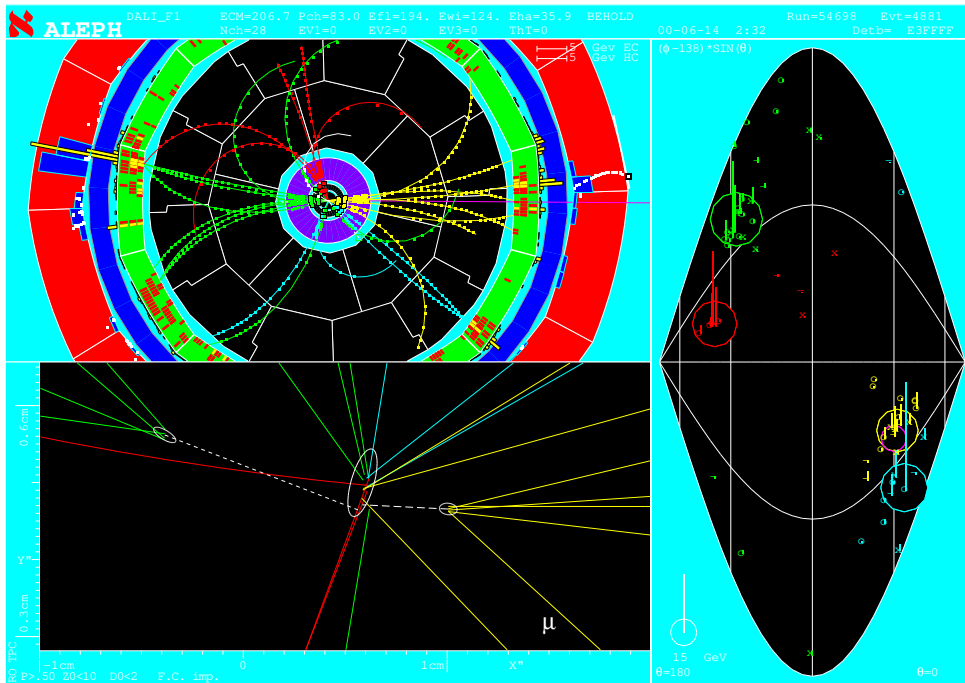 ALEPH DALI_F1 ECM=206.7 Pch=83.0 Efl=194. Ewi=124. Eha=35.9 BEHOLD Run=54698 Evt=4881
Nch=28 EV1=0 EV2=0 EV3=0 ThT=0 00-06-14 2:32 Detb= E3FFFF
5 Gev EC
5 Gev HC
(ϕ-138)*SIN(θ)
0.6cm
Y"
0.3cm
μ
-1cm 0 1cm X"
RO TPC
P>.50 Z0<10 D0<2 F.C. imp.
15 GeV
θ=180 θ=0